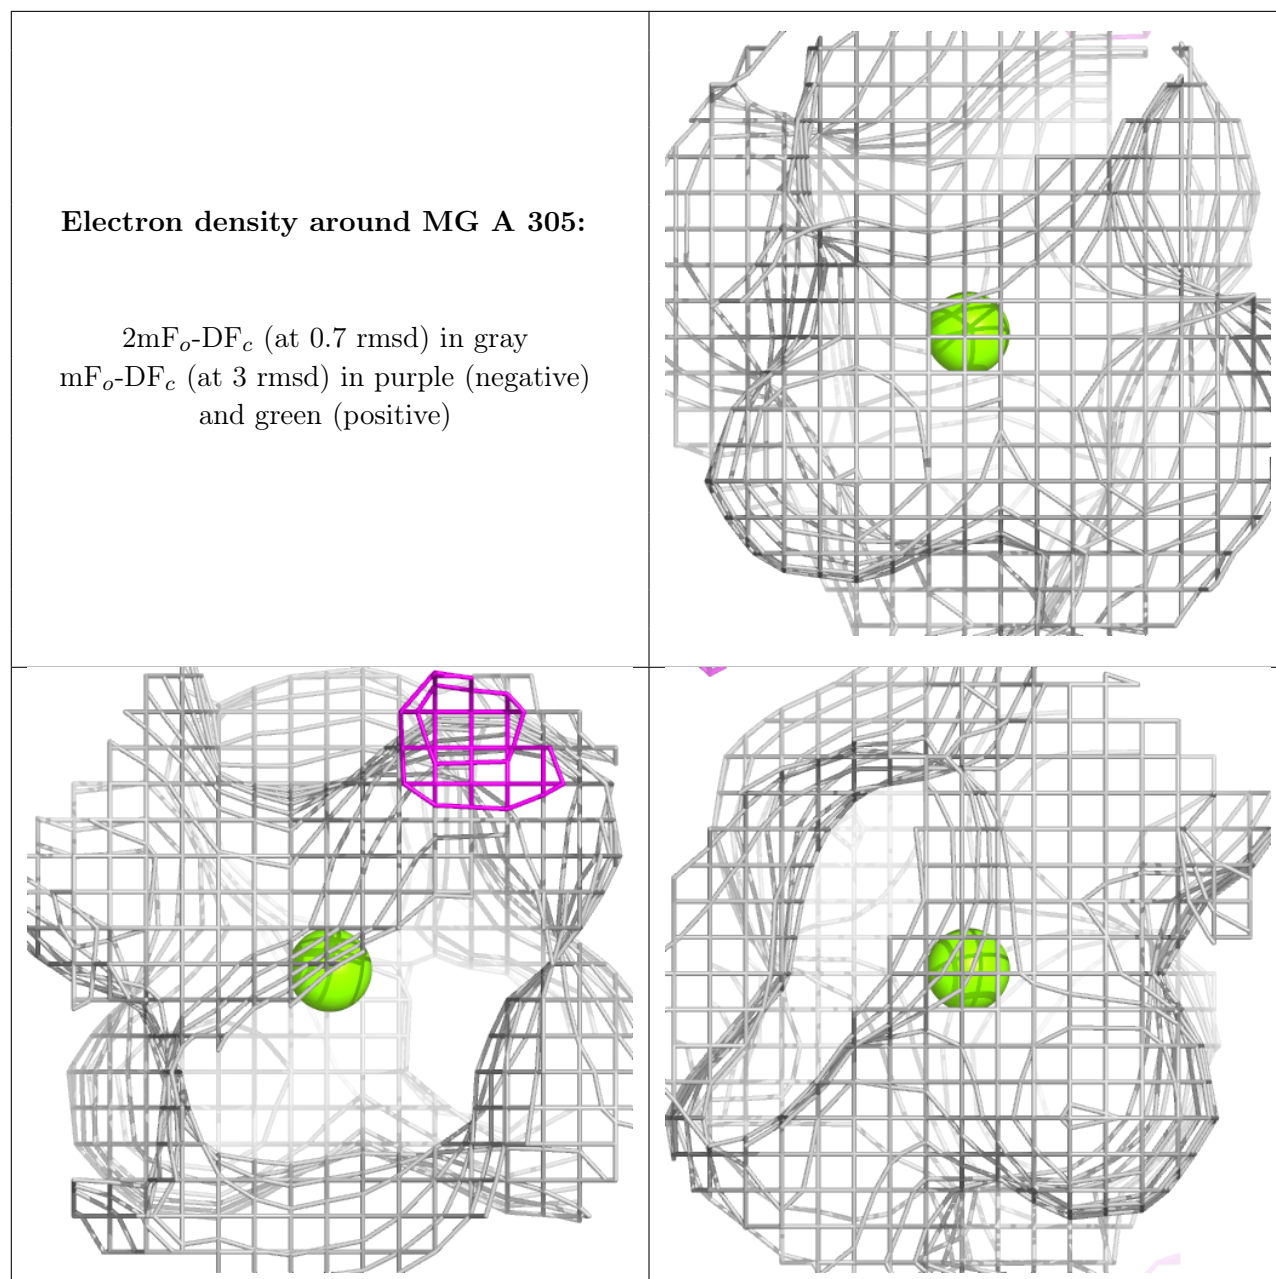 Electron density around MG A 305:
2mFo-DFc (at 0.7 rmsd) in gray
mFo-DFc (at 3 rmsd) in purple (negative)
and green (positive)